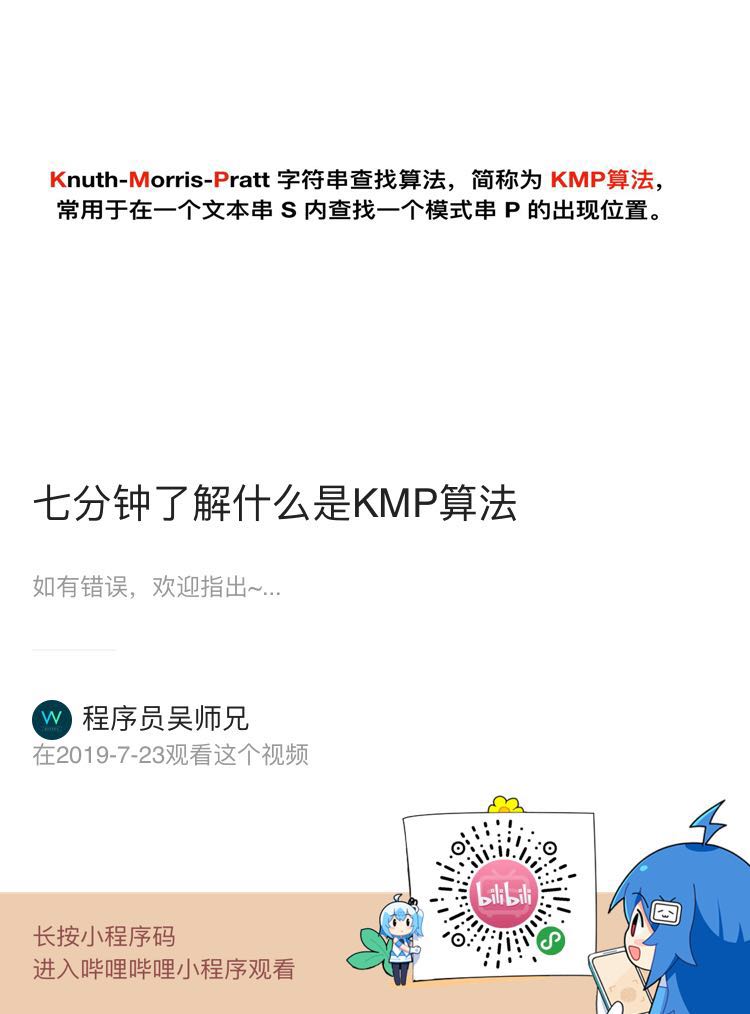 Knuth-Morris-Pratt 字符串查找算法，简称为 KMP算法，
常用于在一个文本串 S 内查找一个模式串 P 的出现位置。
七分钟了解什么是KMP算法
如有错误，欢迎指出~...
程序员吴师兄
在2019-7-23观看这个视频
bilibili
长按小程序码
进入哔哩哔哩小程序观看